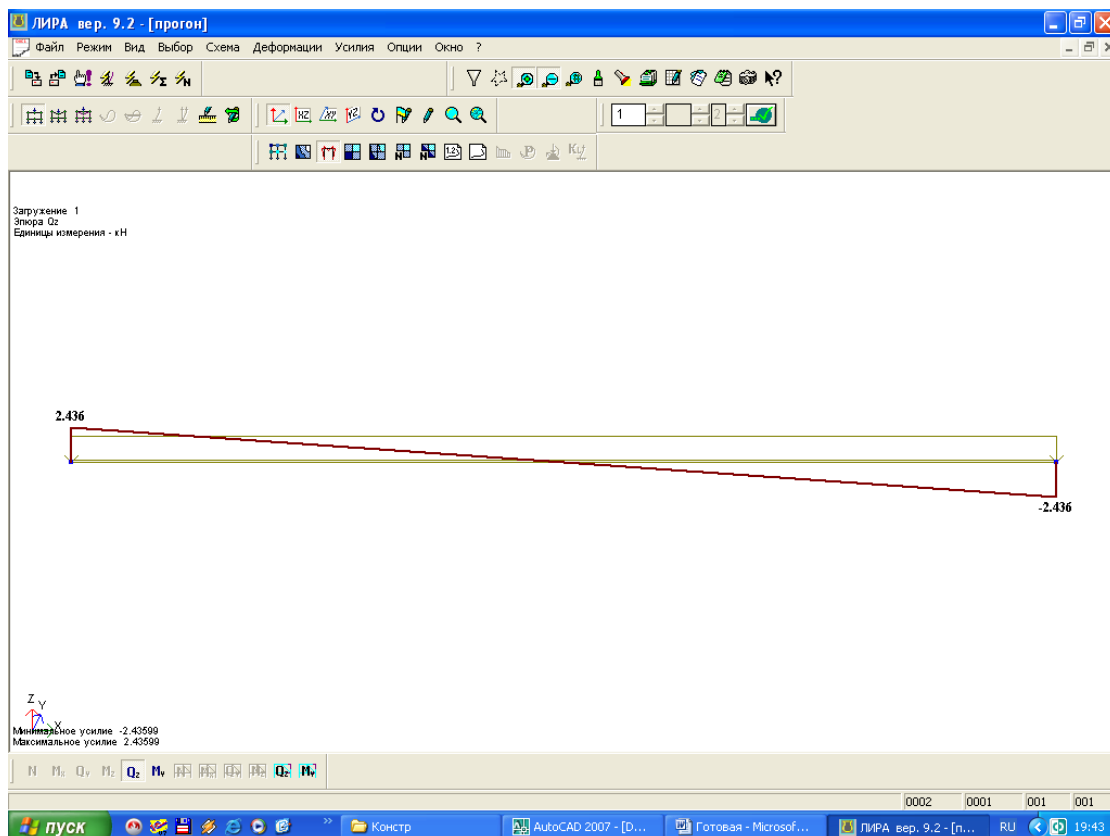 ЛИРА вер. 9.2 - [прогон]
Файл Режим Вид Выбор Схема Деформации Усилия Опции Окно ?
1 2
Загружение 1
Эпюра Qz
Единицы измерения - кН
2.436
-2.436
Z Y
X
Минимальное усилие -2.43599
Максимальное усилие 2.43599
N Mx Qy Mz Qz My
0002 0001 001 001
пуск Констр AutoCAD 2007 - [D... Готовая - Microsof... ЛИРА вер. 9.2 - [п... RU 19:43